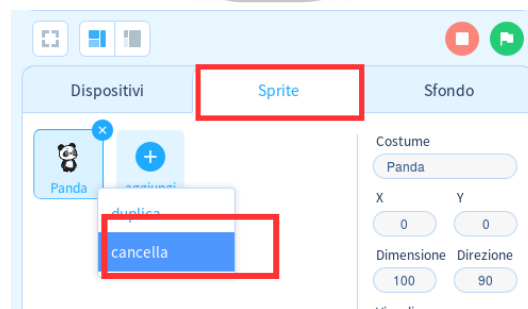 Dispositivi
Sprite
Sfondo
Panda
aggiungi
duplica
cancella
Costume
Panda
X Y
0 0
Dimensione Direzione
100 90